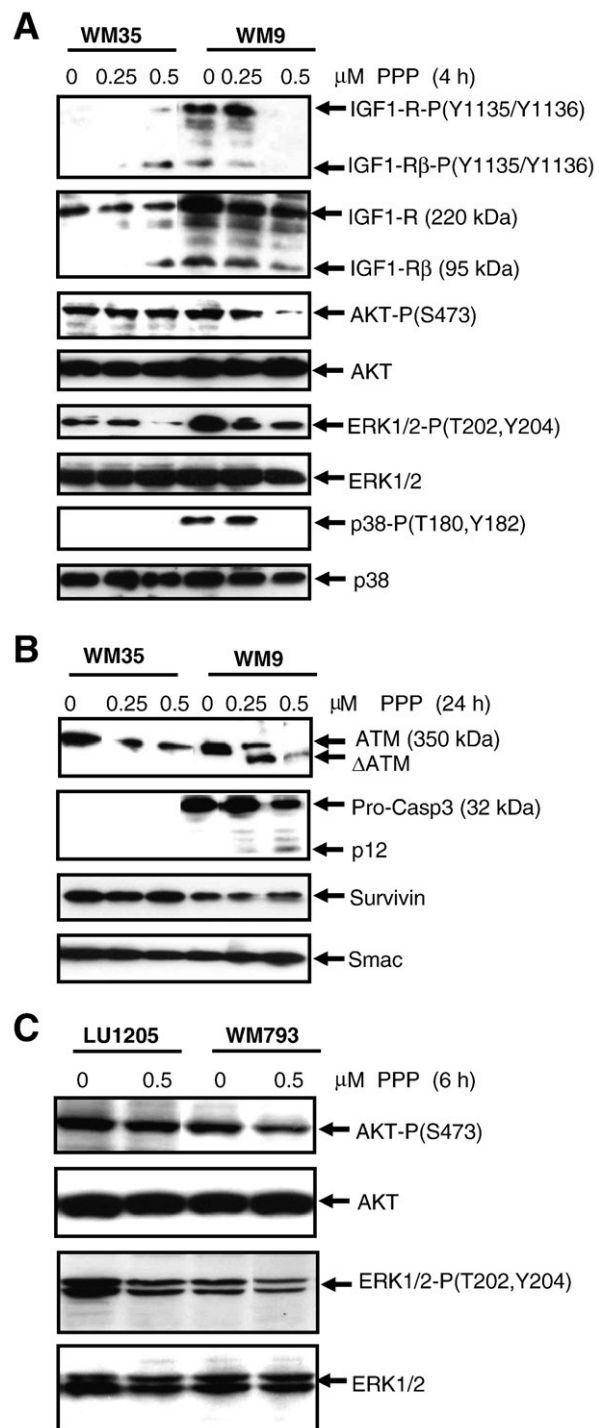 A
WM35 WM9
0 0.25 0.5 0 0.25 0.5 μM PPP (4 h)
IGF1-R-P(Y1135/Y1136)
IGF1-Rβ-P(Y1135/Y1136)
IGF1-R (220 kDa)
IGF1-Rβ (95 kDa)
AKT-P(S473)
AKT
ERK1/2-P(T202,Y204)
ERK1/2
p38-P(T180,Y182)
p38
B
WM35 WM9
0 0.25 0.5 0 0.25 0.5 μM PPP (24 h)
ATM (350 kDa)
ΔATM
Pro-Casp3 (32 kDa)
p12
Survivin
Smac
C
LU1205 WM793
0 0.5 0 0.5 μM PPP (6 h)
AKT-P(S473)
AKT
ERK1/2-P(T202,Y204)
ERK1/2